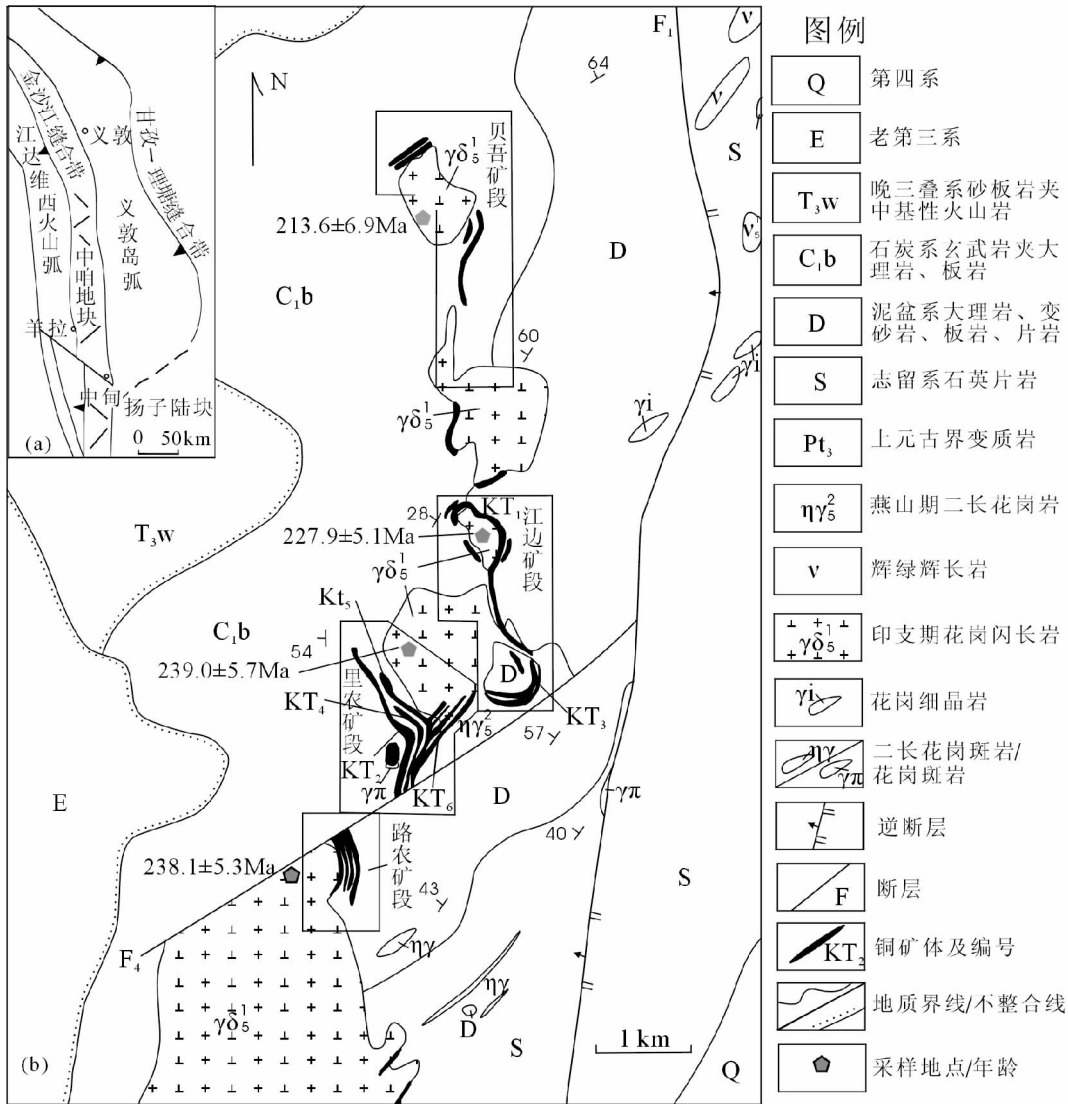 金沙江缝合带
江达维西火山弧
义敦
甘孜—理塘缝合带
义敦岛弧
中咱地块
羊拉
中甸
扬子陆块
(a)
0 50km
N
F₁
64
ν
ν
S
ν₅
贝吾矿段
γδ₅¹
213.6±6.9Ma
D
C₁b
60
γi
γδ₅¹
γi
T₃w
28
KT₁
江边矿段
227.9±5.1Ma
γδ₅¹
Kt₅
C₁b
54
239.0±5.7Ma
D
里农矿段
KT₄
ηγ₅²
KT₃
57
KT₂
γπ
KT₆
D
γπ
E
40
路农矿段
238.1±5.3Ma
S
43
F₄
ηγ
ηγ
D
γδ₅¹
S
1 km
(b)
Q
图例
Q 第四系
E 老第三系
T₃w 晚三叠系砂板岩夹
中基性火山岩
C₁b 石炭系玄武岩夹大
理岩、板岩
D 泥盆系大理岩、变
砂岩、板岩、片岩
S 志留系石英片岩
Pt₃ 上元古界变质岩
ηγ₅² 燕山期二长花岗岩
ν 辉绿辉长岩
γδ₅¹ 印支期花岗闪长岩
γi 花岗细晶岩
ηγ 二长花岗斑岩/
γπ 花岗斑岩
逆断层
F 断层
KT₂ 铜矿体及编号
地质界线/不整合线
采样地点/年龄